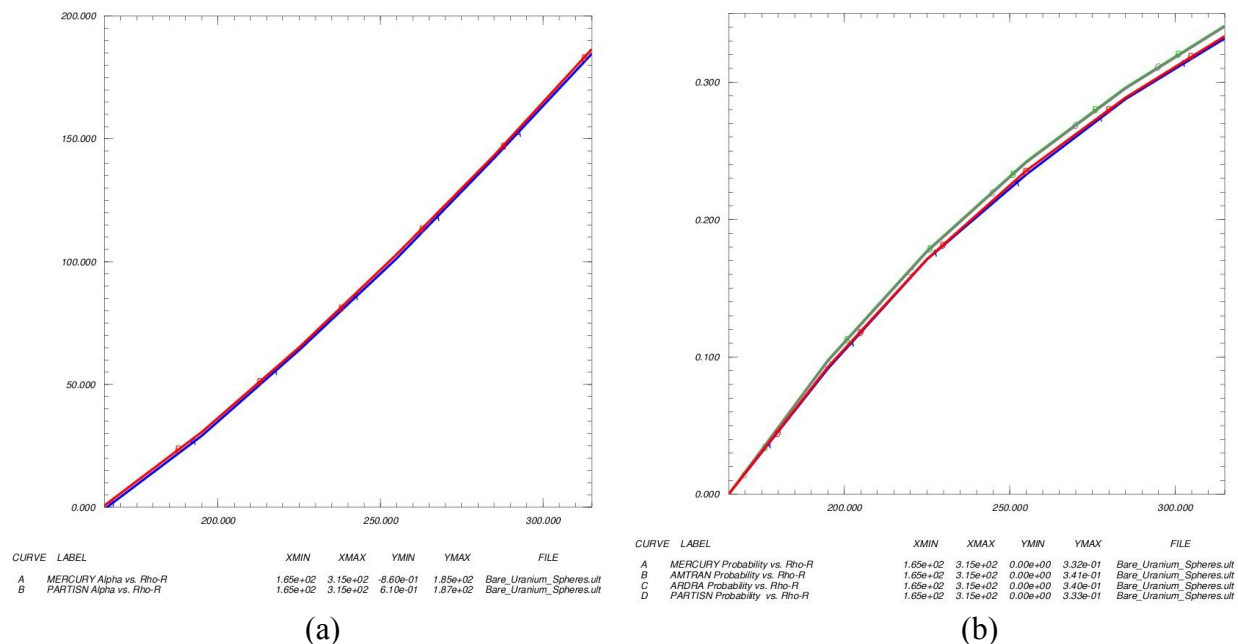 200.000
150.000
100.000
50.000
0.000
200.000 250.000 300.000
CURVE LABEL XMIN XMAX YMIN YMAX FILE
A MERCURY Alpha vs. Rho-R 1.65e+02 3.15e+02 -8.60e-01 1.85e+02 Bare_Uranium_Spheres.ult
B PARTISN Alpha vs. Rho-R 1.65e+02 3.15e+02 6.10e-01 1.87e+02 Bare_Uranium_Spheres.ult
(a)
0.300
0.200
0.100
0.000
200.000 250.000 300.000
CURVE LABEL XMIN XMAX YMIN YMAX FILE
A MERCURY Probability vs. Rho-R 1.65e+02 3.15e+02 0.00e+00 3.32e-01 Bare_Uranium_Spheres.ult
B AMTRAN Probability vs. Rho-R 1.65e+02 3.15e+02 0.00e+00 3.41e-01 Bare_Uranium_Spheres.ult
C ARDRA Probability vs. Rho-R 1.65e+02 3.15e+02 0.00e+00 3.40e-01 Bare_Uranium_Spheres.ult
D PARTISN Probability vs. Rho-R 1.65e+02 3.15e+02 0.00e+00 3.33e-01 Bare_Uranium_Spheres.ult
(b)